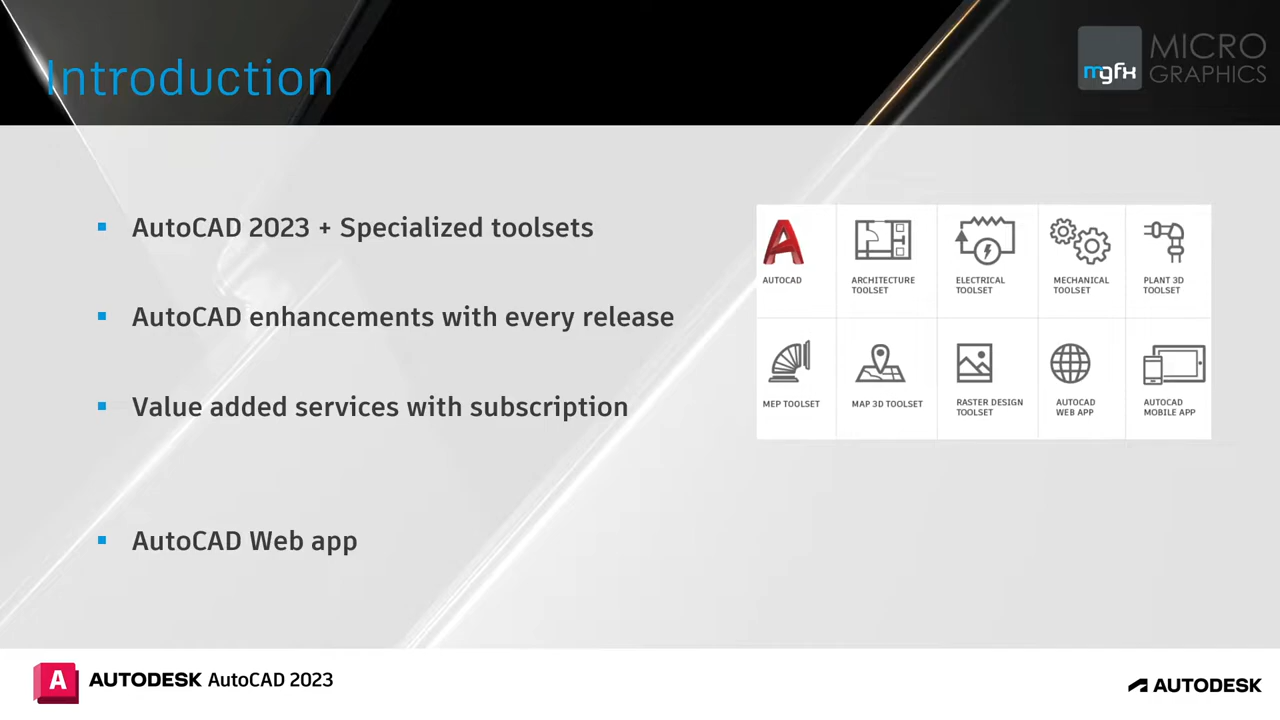 Introduction
mgfx
MICRO
GRAPHICS
AutoCAD 2023 + Specialized toolsets
AutoCAD enhancements with every release
Value added services with subscription
AutoCAD Web app
AUTOCAD
ARCHITECTURE
TOOLSET
ELECTRICAL
TOOLSET
MECHANICAL
TOOLSET
PLANT 3D
TOOLSET
MEP TOOLSET
MAP 3D TOOLSET
RASTER DESIGN
TOOLSET
AUTOCAD
WEB APP
AUTOCAD
MOBILE APP
A AUTODESK AutoCAD 2023
AUTODESK